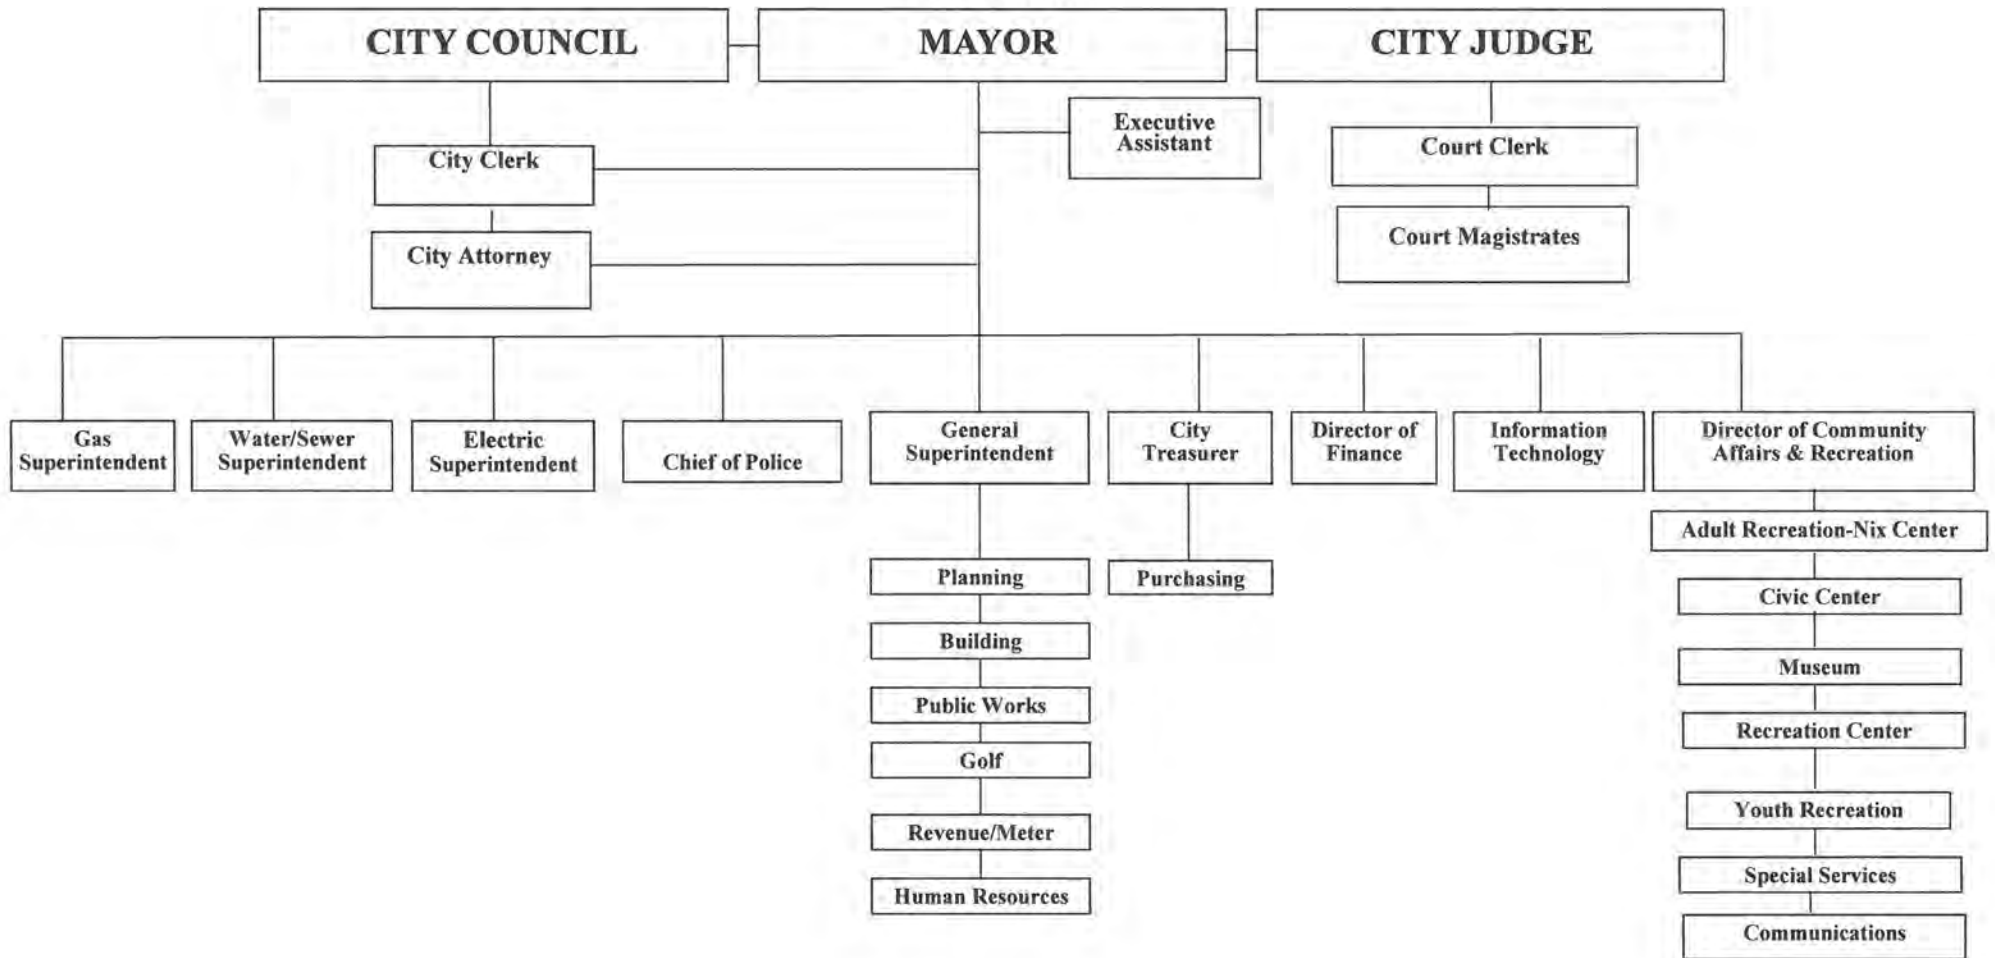 CITY COUNCIL
MAYOR
CITY JUDGE
Executive
Assistant
City Clerk
Court Clerk
City Attorney
Court Magistrates
Gas
Superintendent
Water/Sewer
Superintendent
Electric
Superintendent
Chief of Police
General
Superintendent
City
Treasurer
Director of
Finance
Information
Technology
Director of Community
Affairs & Recreation
Planning
Building
Public Works
Golf
Revenue/Meter
Human Resources
Purchasing
Adult Recreation-Nix Center
Civic Center
Museum
Recreation Center
Youth Recreation
Special Services
Communications